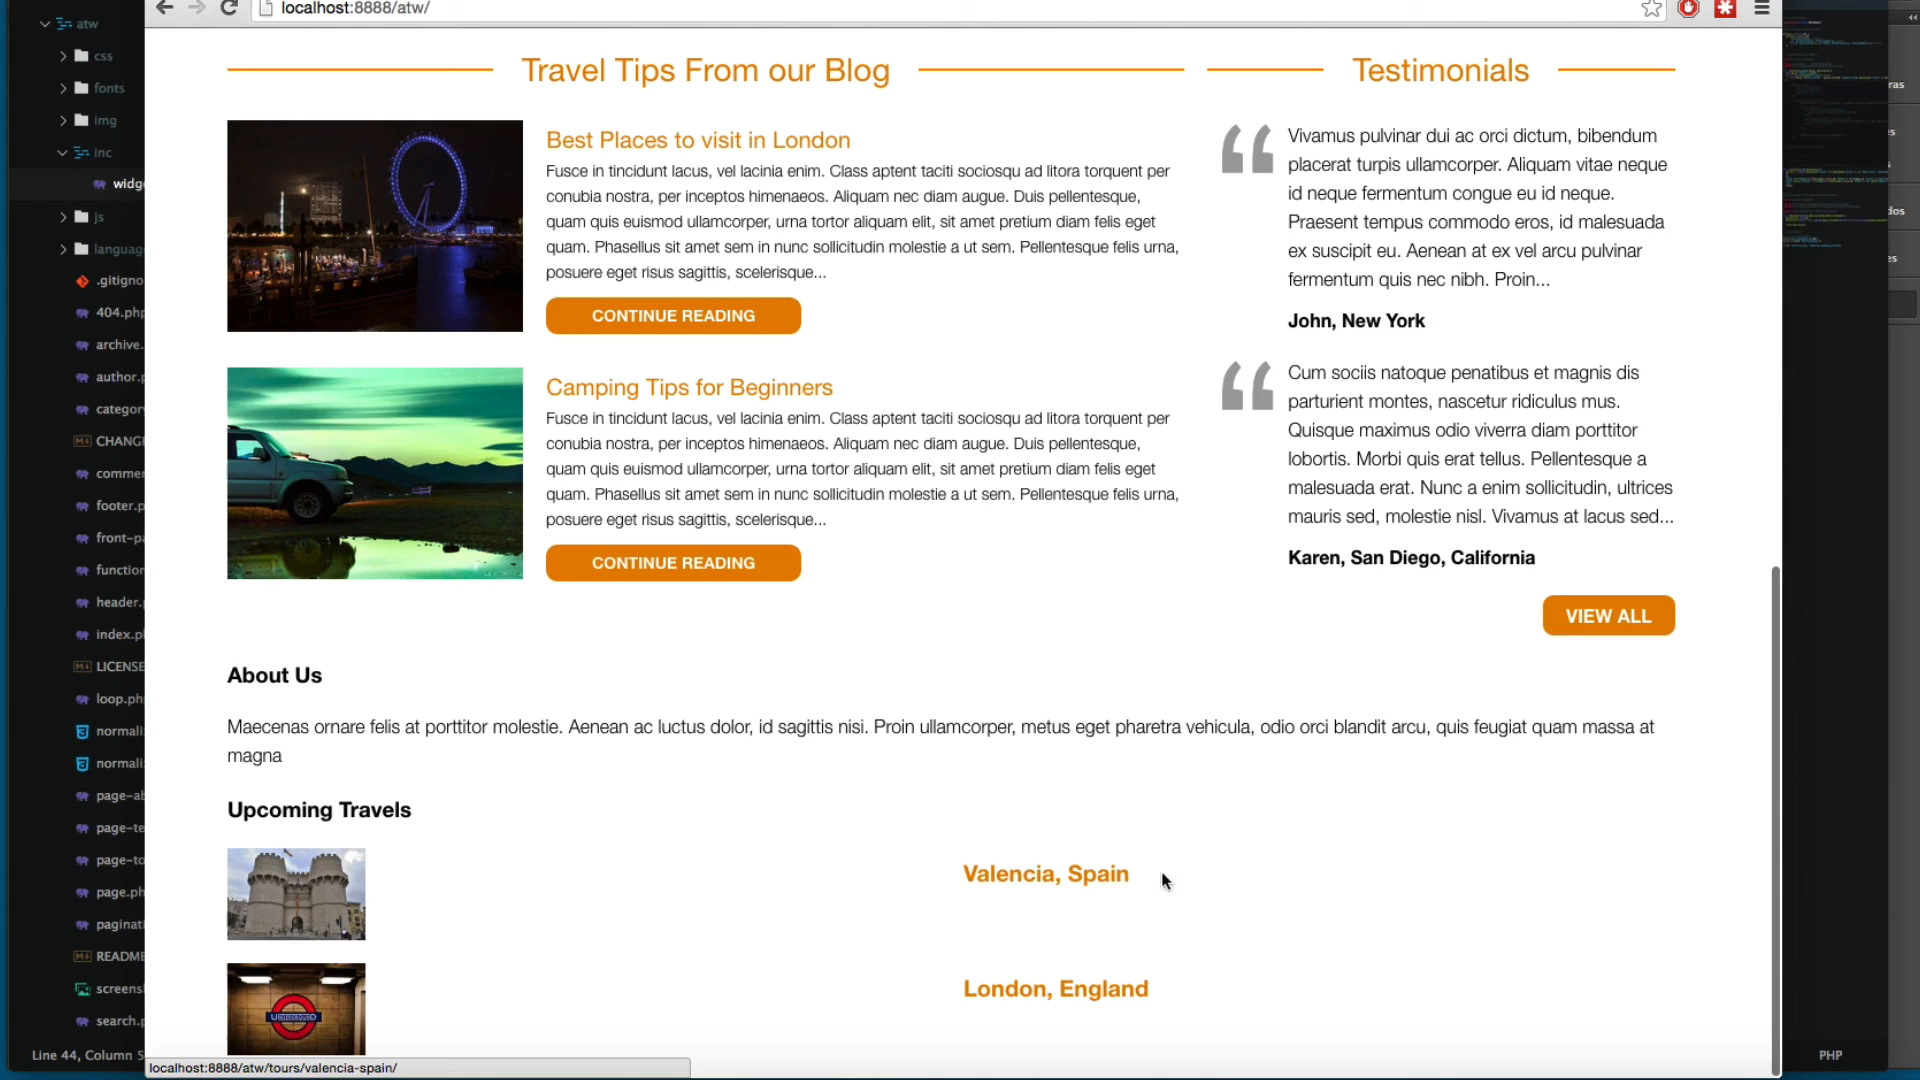 atw
css
fonts
img
inc
widg
js
languag
.gitigno
404.php
archive.
author.p
categor
CHANG
commen
footer.p
front-pa
function
header.p
index.pl
LICENSE
loop.ph
normali
normali
page-ab
page-te
page-to
page.ph
paginat
README
screens
search.p
Line 44, Column 5
localhost:8888/atw/
Travel Tips From our Blog
Best Places to visit in London
Fusce in tincidunt lacus, vel lacinia enim. Class aptent taciti sociosqu ad litora torquent per
conubia nostra, per inceptos himenaeos. Aliquam nec diam augue. Duis pellentesque,
quam quis euismod ullamcorper, urna tortor aliquam elit, sit amet pretium diam felis eget
quam. Phasellus sit amet sem in nunc sollicitudin molestie a ut sem. Pellentesque felis urna,
posuere eget risus sagittis, scelerisque...
CONTINUE READING
Camping Tips for Beginners
Fusce in tincidunt lacus, vel lacinia enim. Class aptent taciti sociosqu ad litora torquent per
conubia nostra, per inceptos himenaeos. Aliquam nec diam augue. Duis pellentesque,
quam quis euismod ullamcorper, urna tortor aliquam elit, sit amet pretium diam felis eget
quam. Phasellus sit amet sem in nunc sollicitudin molestie a ut sem. Pellentesque felis urna,
posuere eget risus sagittis, scelerisque...
CONTINUE READING
Testimonials
Vivamus pulvinar dui ac orci dictum, bibendum
placerat turpis ullamcorper. Aliquam vitae neque
id neque fermentum congue eu id neque.
Praesent tempus commodo eros, id malesuada
ex suscipit eu. Aenean at ex vel arcu pulvinar
fermentum quis nec nibh. Proin...
John, New York
Cum sociis natoque penatibus et magnis dis
parturient montes, nascetur ridiculus mus.
Quisque maximus odio viverra diam porttitor
lobortis. Morbi quis erat tellus. Pellentesque a
malesuada erat. Nunc a enim sollicitudin, ultrices
mauris sed, molestie nisl. Vivamus at lacus sed...
Karen, San Diego, California
VIEW ALL
About Us
Maecenas ornare felis at porttitor molestie. Aenean ac luctus dolor, id sagittis nisi. Proin ullamcorper, metus eget pharetra vehicula, odio orci blandit arcu, quis feugiat quam massa at
magna
Upcoming Travels
Valencia, Spain
UNDERGROUND
London, England
localhost:8888/atw/tours/valencia-spain/
PHP